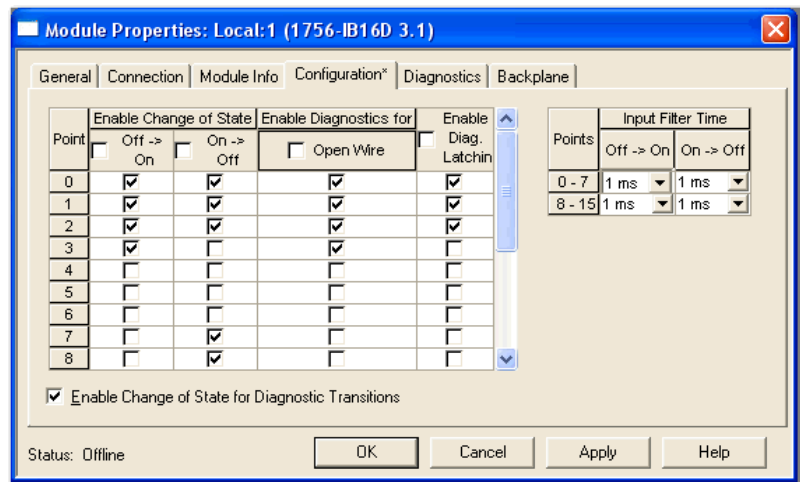 Module Properties: Local:1 (1756-IB16D 3.1)
General Connection Module Info Configuration* Diagnostics Backplane
Enable Change of State Enable Diagnostics for Enable Diag. Latchin
Point Off -> On On -> Off Open Wire
0
1
2
3
4
5
6
7
8
Input Filter Time
Points Off -> On On -> Off
0 - 7 1 ms 1 ms
8 - 15 1 ms 1 ms
Enable Change of State for Diagnostic Transitions
Status: Offline OK Cancel Apply Help